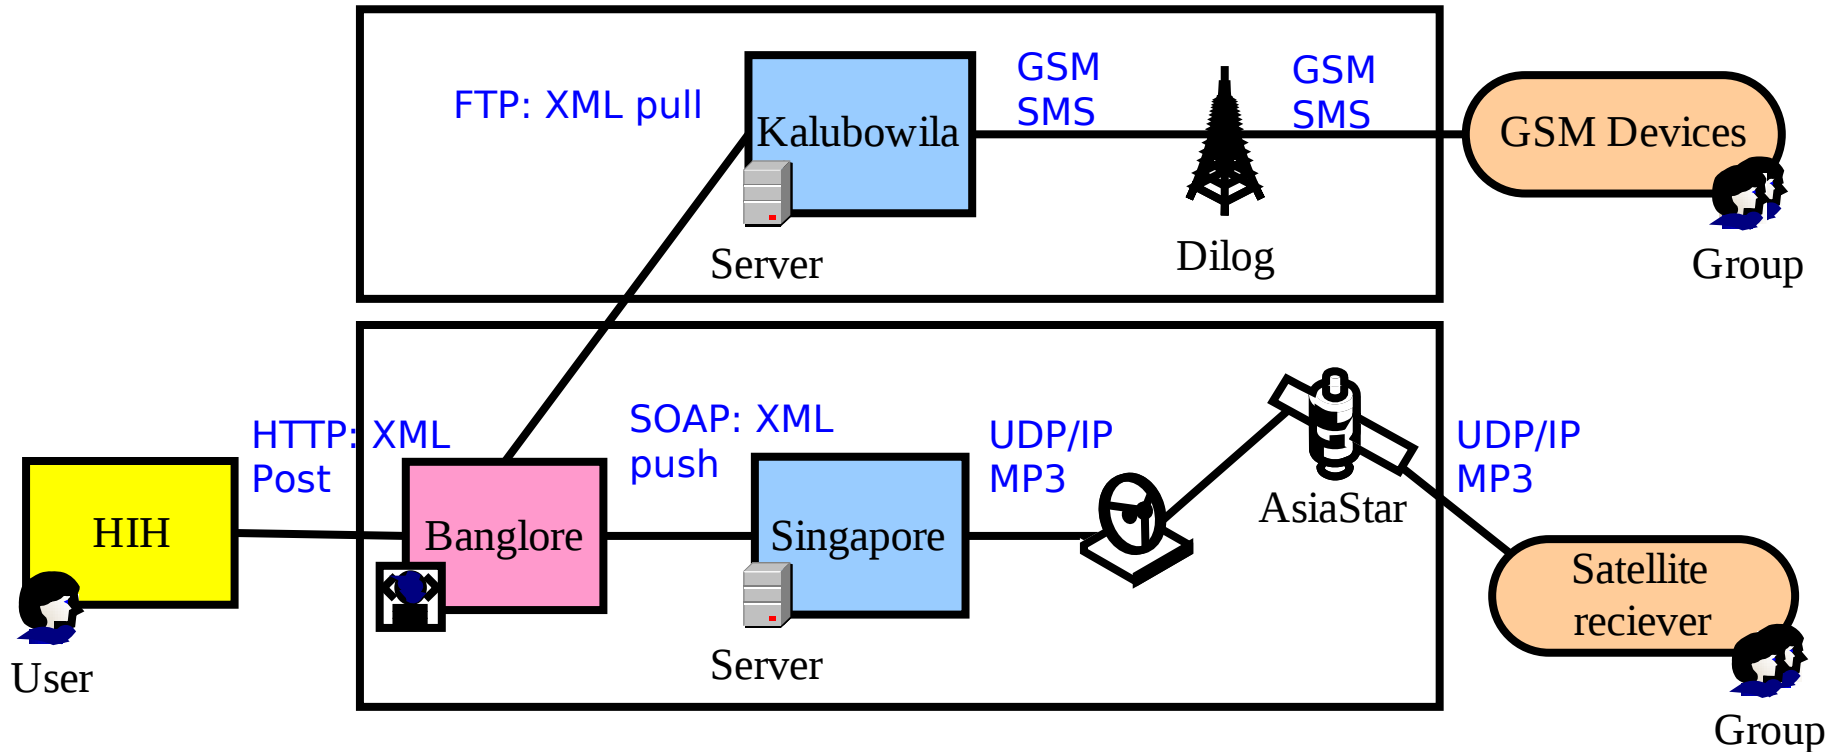 FTP: XML pull
Kalubowila
GSM
SMS
GSM
SMS
GSM Devices
Server
Dilog
Group
HTTP: XML
Post
SOAP: XML
push
UDP/IP
MP3
UDP/IP
MP3
HIH
Banglore
Singapore
AsiaStar
Satellite
reciever
User
Server
Group